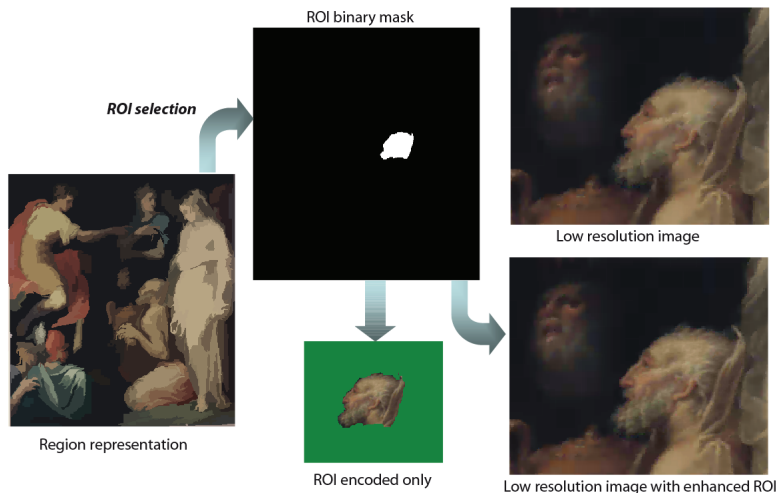 ROI binary mask
ROI selection
Low resolution image
Region representation
ROI encoded only
Low resolution image with enhanced ROI